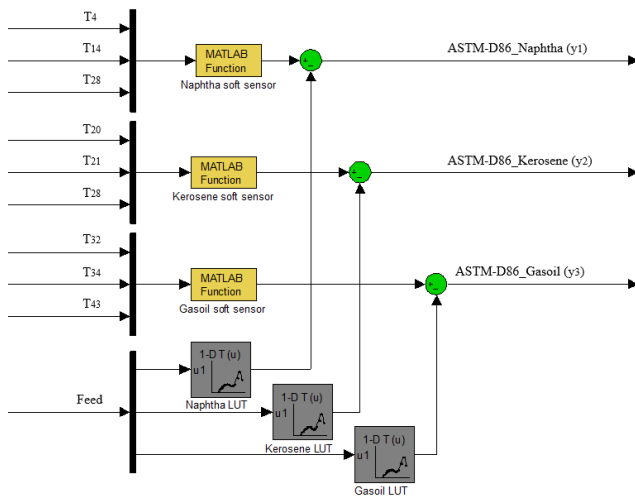 T4
T14
T28
MATLAB
Function
Naphtha soft sensor
+
-
ASTM-D86_Naphtha (y1)
T20
T21
T28
MATLAB
Function
Kerosene soft sensor
+
-
ASTM-D86_Kerosene (y2)
T32
T34
T43
MATLAB
Function
Gasoil soft sensor
+
-
ASTM-D86_Gasoil (y3)
Feed
1-D T (u)
u1
Naphtha LUT
1-D T (u)
u1
Kerosene LUT
1-D T (u)
u1
Gasoil LUT